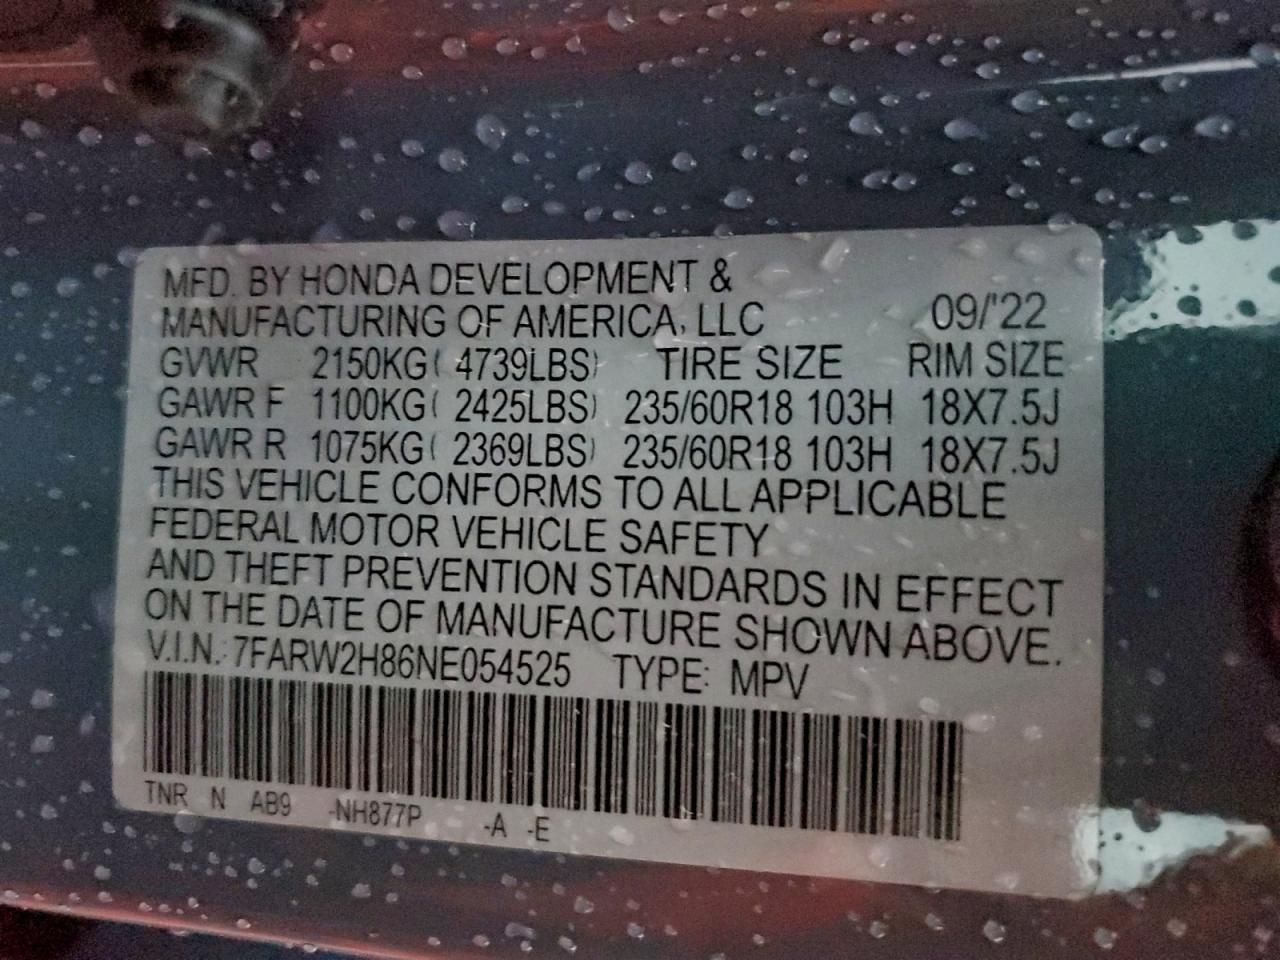 MFD. BY HONDA DEVELOPMENT &
MANUFACTURING OF AMERICA, LLC 09/'22
GVWR 2150KG( 4739LBS) TIRE SIZE RIM SIZE
GAWR F 1100KG( 2425LBS) 235/60R18 103H 18X7.5J
GAWR R 1075KG( 2369LBS) 235/60R18 103H 18X7.5J
THIS VEHICLE CONFORMS TO ALL APPLICABLE
FEDERAL MOTOR VEHICLE SAFETY
AND THEFT PREVENTION STANDARDS IN EFFECT
ON THE DATE OF MANUFACTURE SHOWN ABOVE.
V.I.N.: 7FARW2H86NE054525 TYPE: MPV
TNR N AB9 -NH877P -A -E